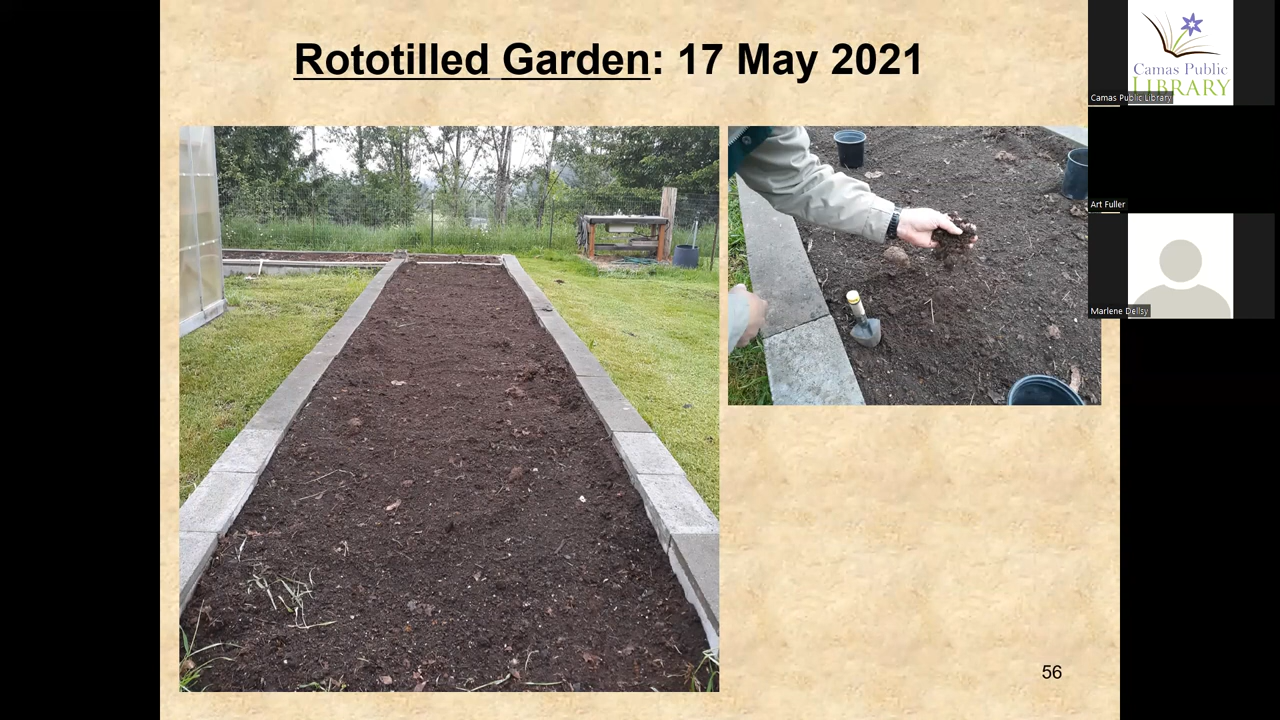 Rototilled Garden: 17 May 2021
Camas Public
LIBRARY
Camas Public Library
Art Fuller
Marlene Dellsy
56